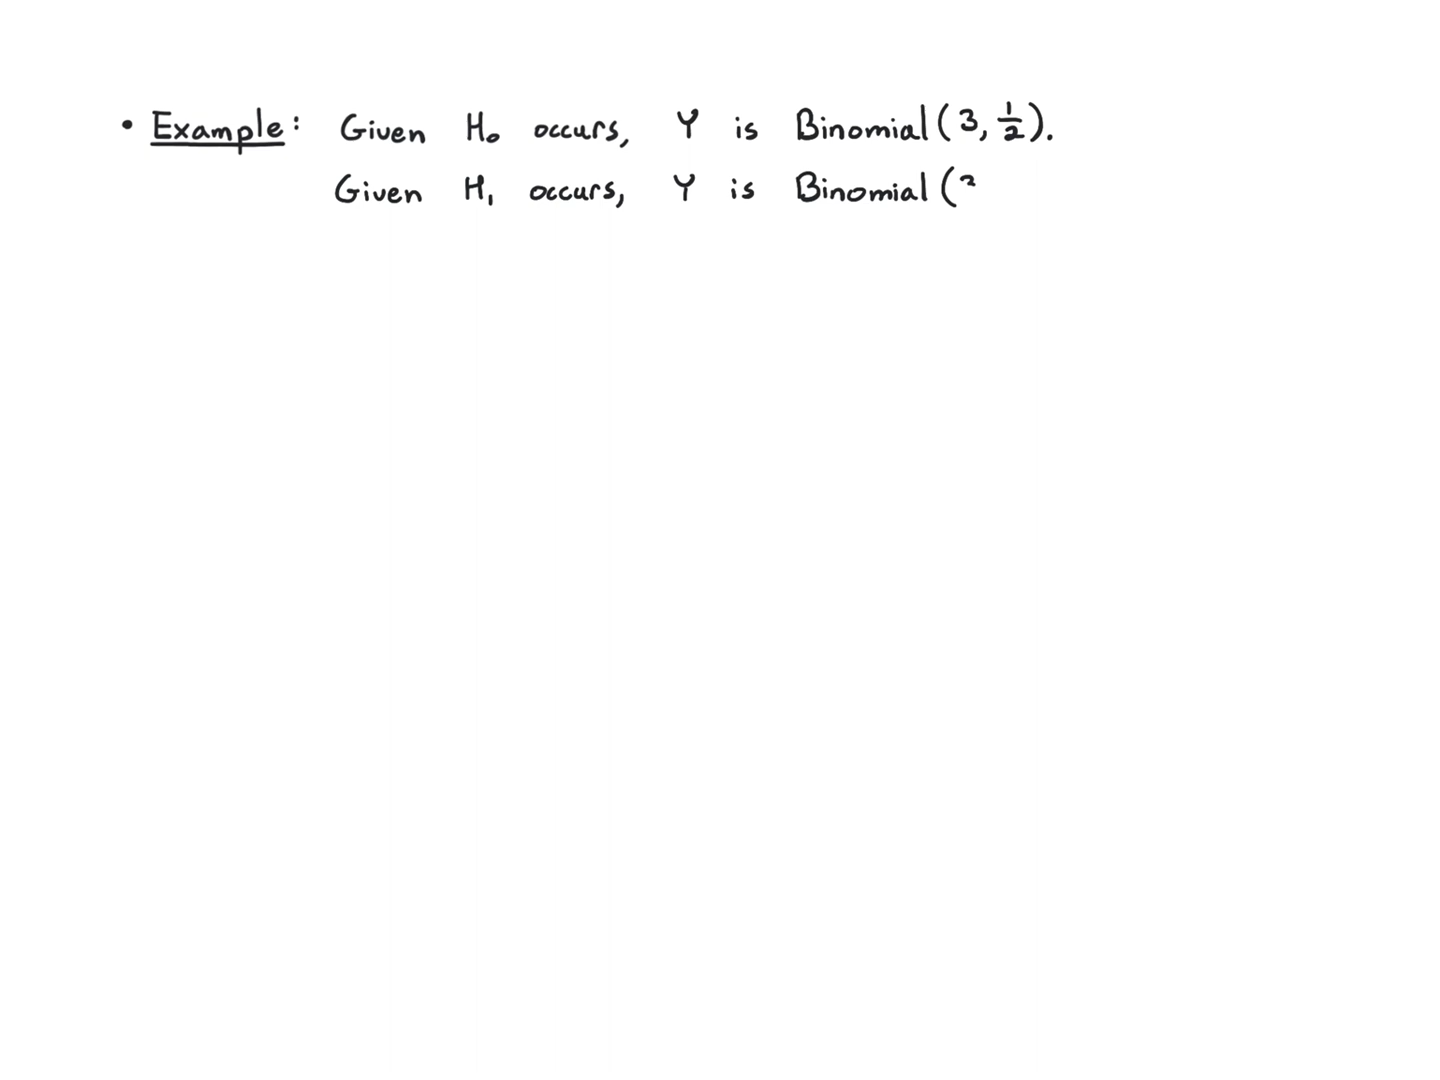 • Example: Given H₀ occurs, Y is Binomial(3, 1/2).
Given H₁ occurs, Y is Binomial(